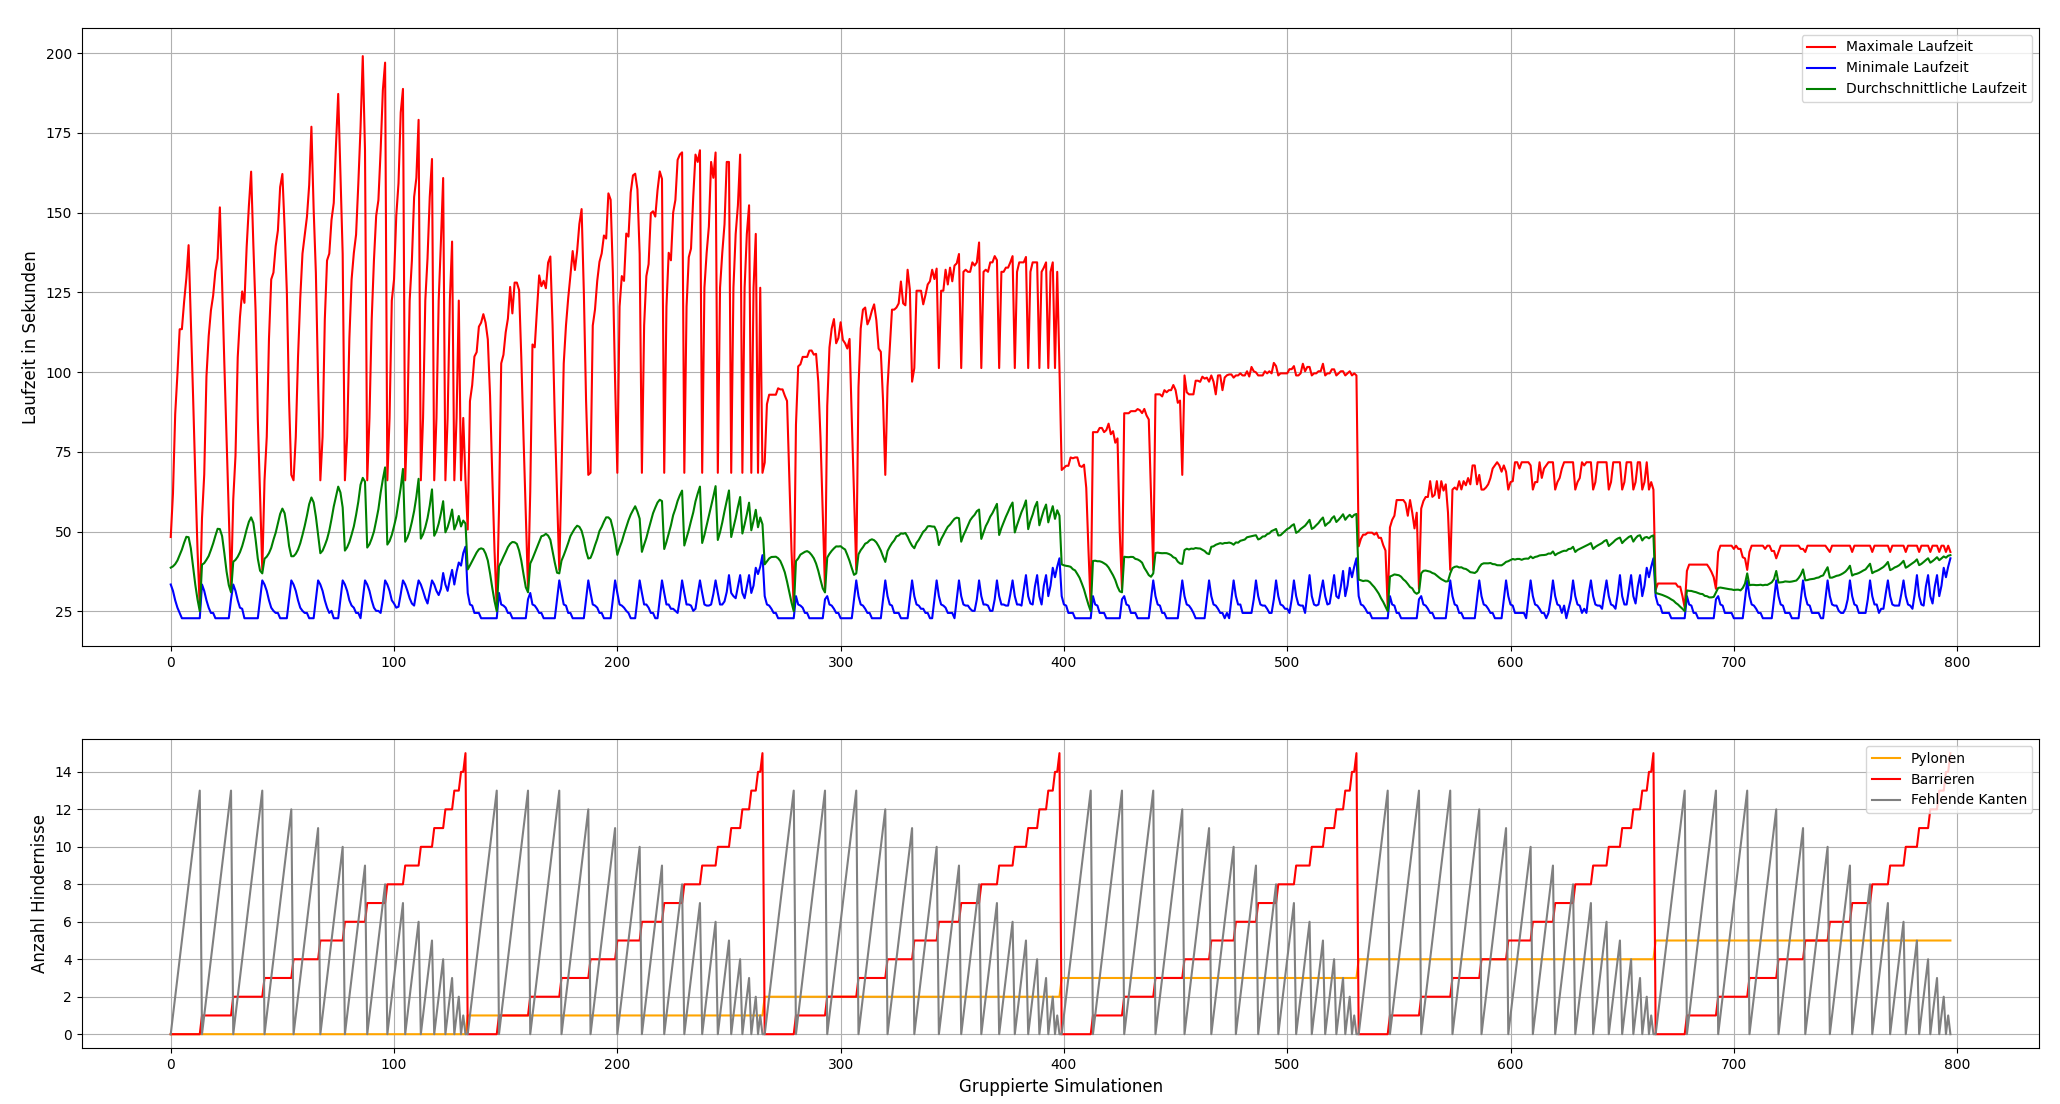 Laufzeit in Sekunden
200
175
150
125
100
75
50
25
Maximale Laufzeit
Minimale Laufzeit
Durchschnittliche Laufzeit
0 100 200 300 400 500 600 700 800
Anzahl Hindernisse
14
12
10
8
6
4
2
0
Pylonen
Barrieren
Fehlende Kanten
0 100 200 300 400 500 600 700 800
Gruppierte Simulationen